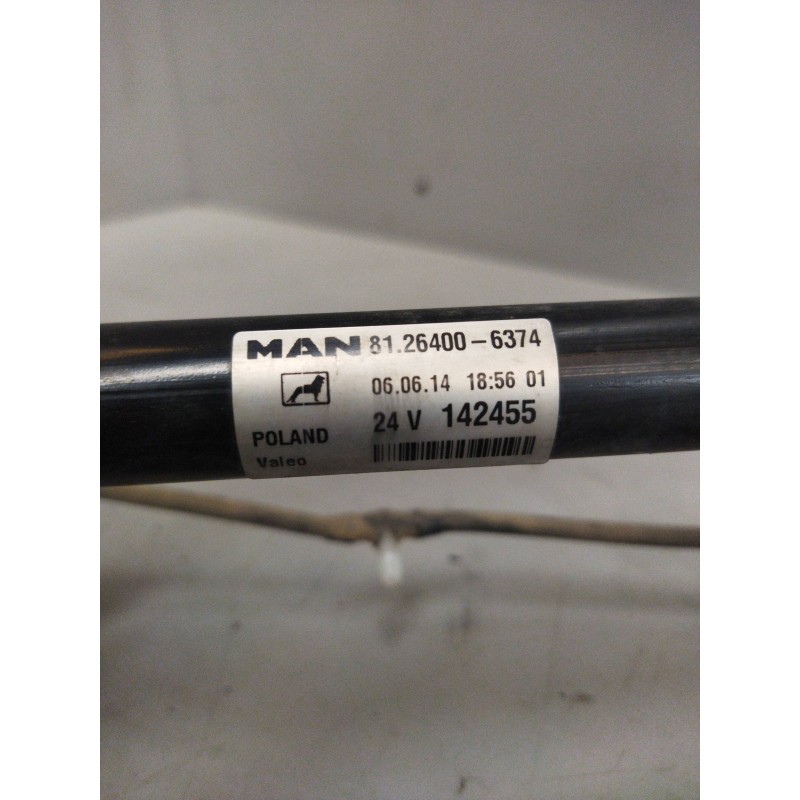 MAN 81.26400-6374
06.06.14 18:56 01
24 V 142455
POLAND
Valeo